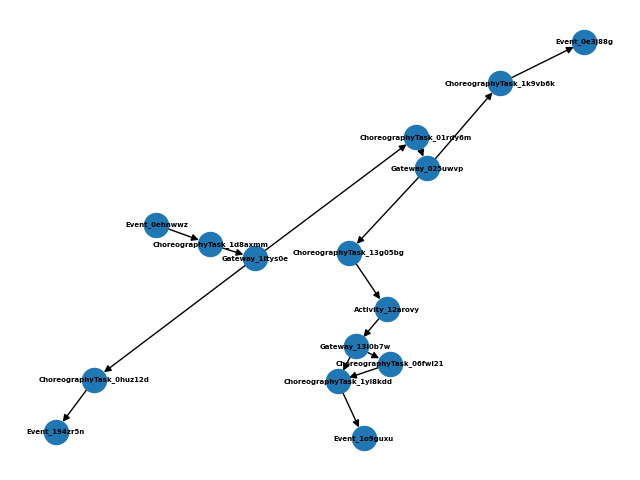 Event_0e3j88g
ChoreographyTask_1k9vb6k
ChoreographyTask_01rdy6m
Gateway_025uwvp
Event_0ehnwwz
ChoreographyTask_1d8axmm
Gateway_1ltys0e
ChoreographyTask_13g05bg
Activity_12arovy
Gateway_13l0b7w
ChoreographyTask_06fwl21
ChoreographyTask_0huz12d
ChoreographyTask_1yl8kdd
Event_194zr5n
Event_1o9guxu